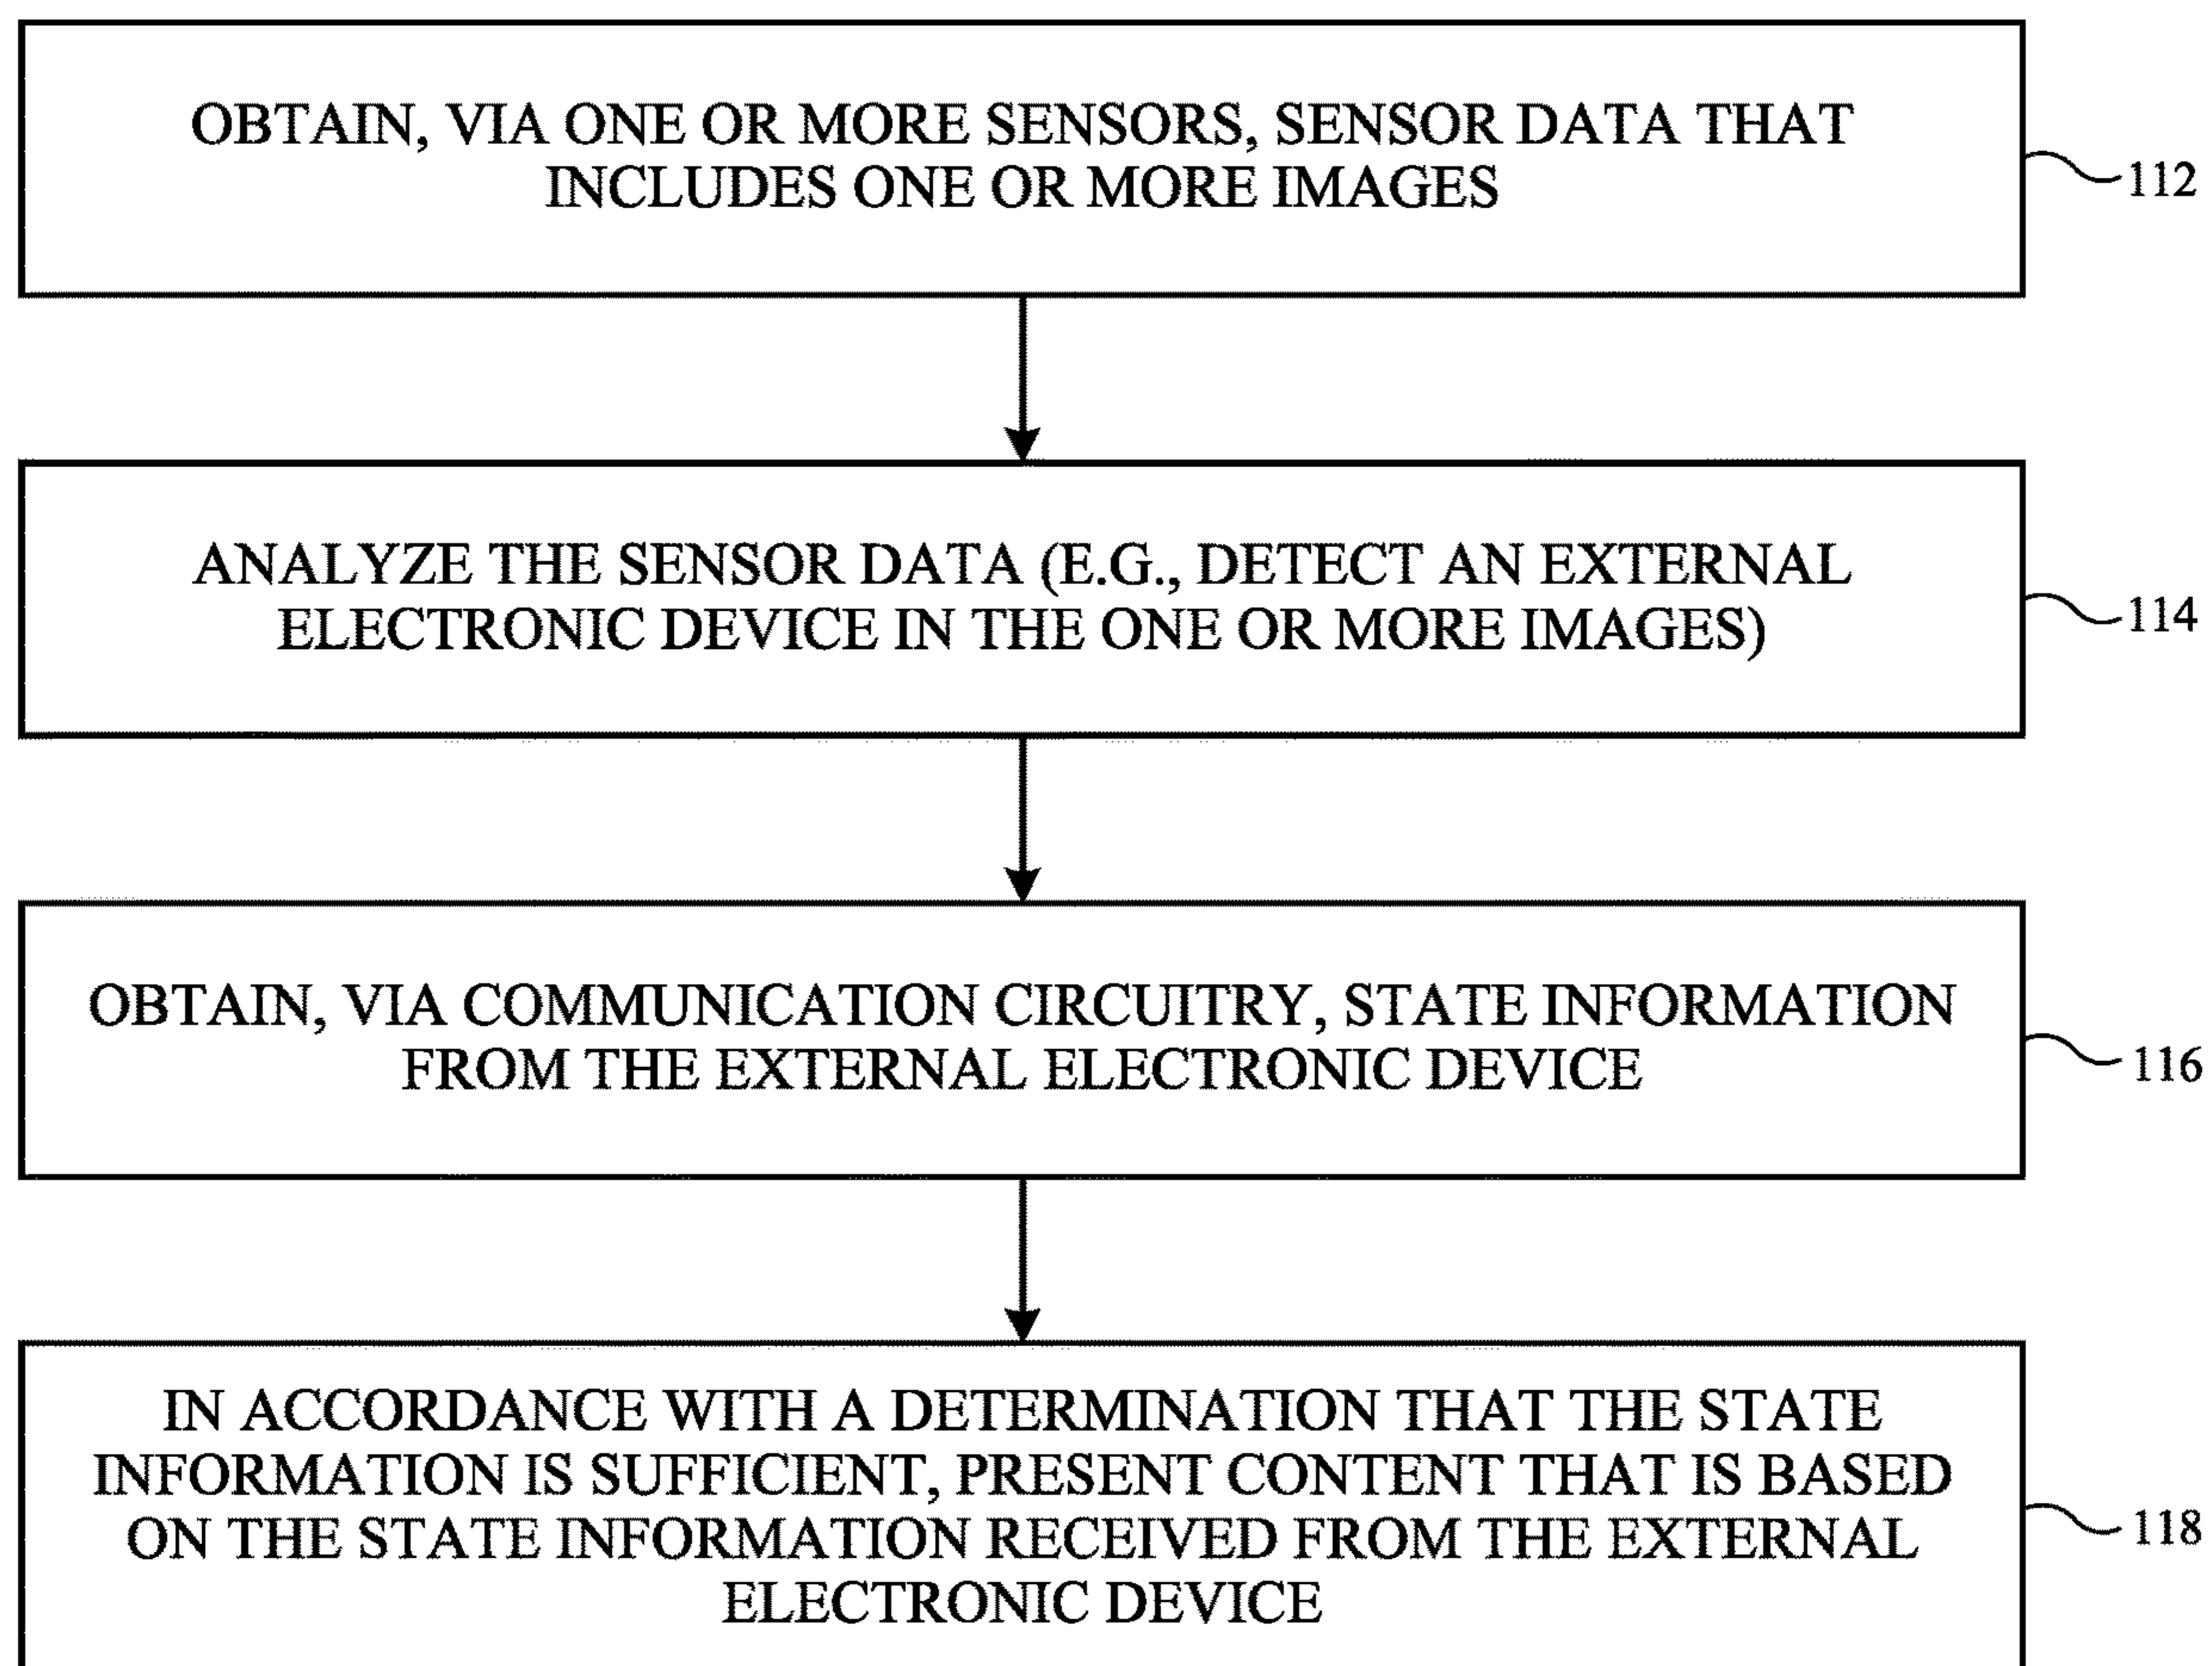 OBTAIN, VIA ONE OR MORE SENSORS, SENSOR DATA THAT
INCLUDES ONE OR MORE IMAGES
112
ANALYZE THE SENSOR DATA (E.G., DETECT AN EXTERNAL
ELECTRONIC DEVICE IN THE ONE OR MORE IMAGES)
114
OBTAIN, VIA COMMUNICATION CIRCUITRY, STATE INFORMATION
FROM THE EXTERNAL ELECTRONIC DEVICE
116
IN ACCORDANCE WITH A DETERMINATION THAT THE STATE
INFORMATION IS SUFFICIENT, PRESENT CONTENT THAT IS BASED
ON THE STATE INFORMATION RECEIVED FROM THE EXTERNAL
ELECTRONIC DEVICE
118